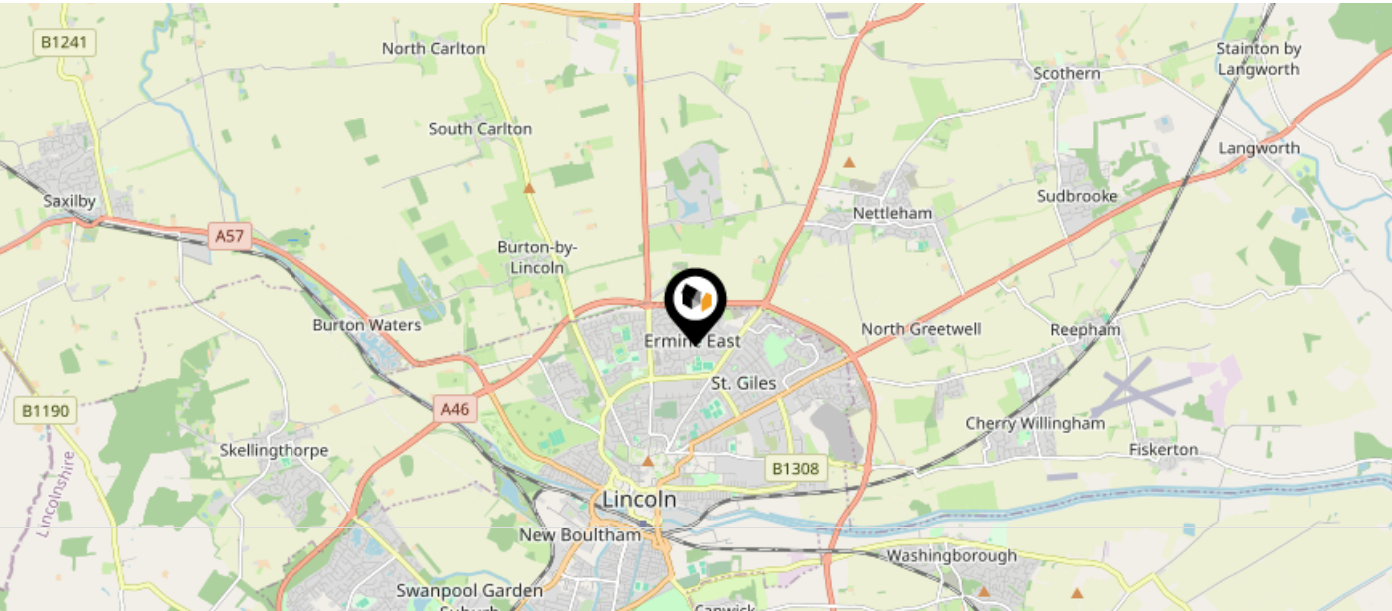 B1241
North Carlton
Stainton by
Langworth
Scothern
South Carlton
Langworth
Saxilby
Sudbrooke
Nettleham
A57
Burton-by-
Lincoln
Burton Waters
North Greetwell
Reepham
Ermine East
St. Giles
B1190
A46
Cherry Willingham
Skellingthorpe
Fiskerton
B1308
Lincolnshire
Lincoln
New Boultham
Washingborough
Swanpool Garden
Suburb
Canwick